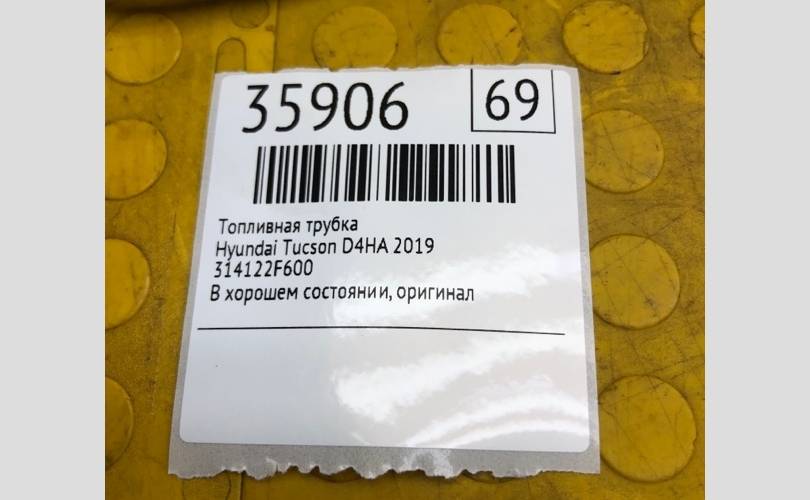 35906 69
Топливная трубка
Hyundai Tucson D4HA 2019
314122F600
В хорошем состоянии, оригинал